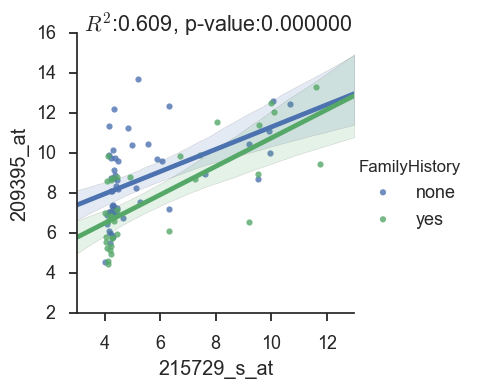 R²:0.609, p-value:0.000000
16
14
12
10
8
6
4
2
209395_at
4 6 8 10 12
215729_s_at
FamilyHistory
none
yes